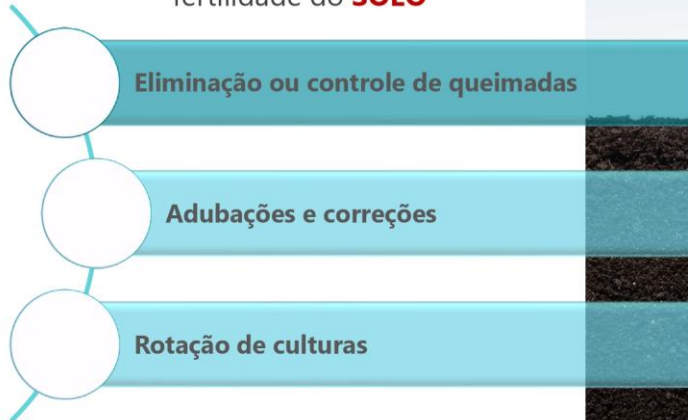 fertilidade do SOLO
Eliminação ou controle de queimadas
Adubações e correções
Rotação de culturas